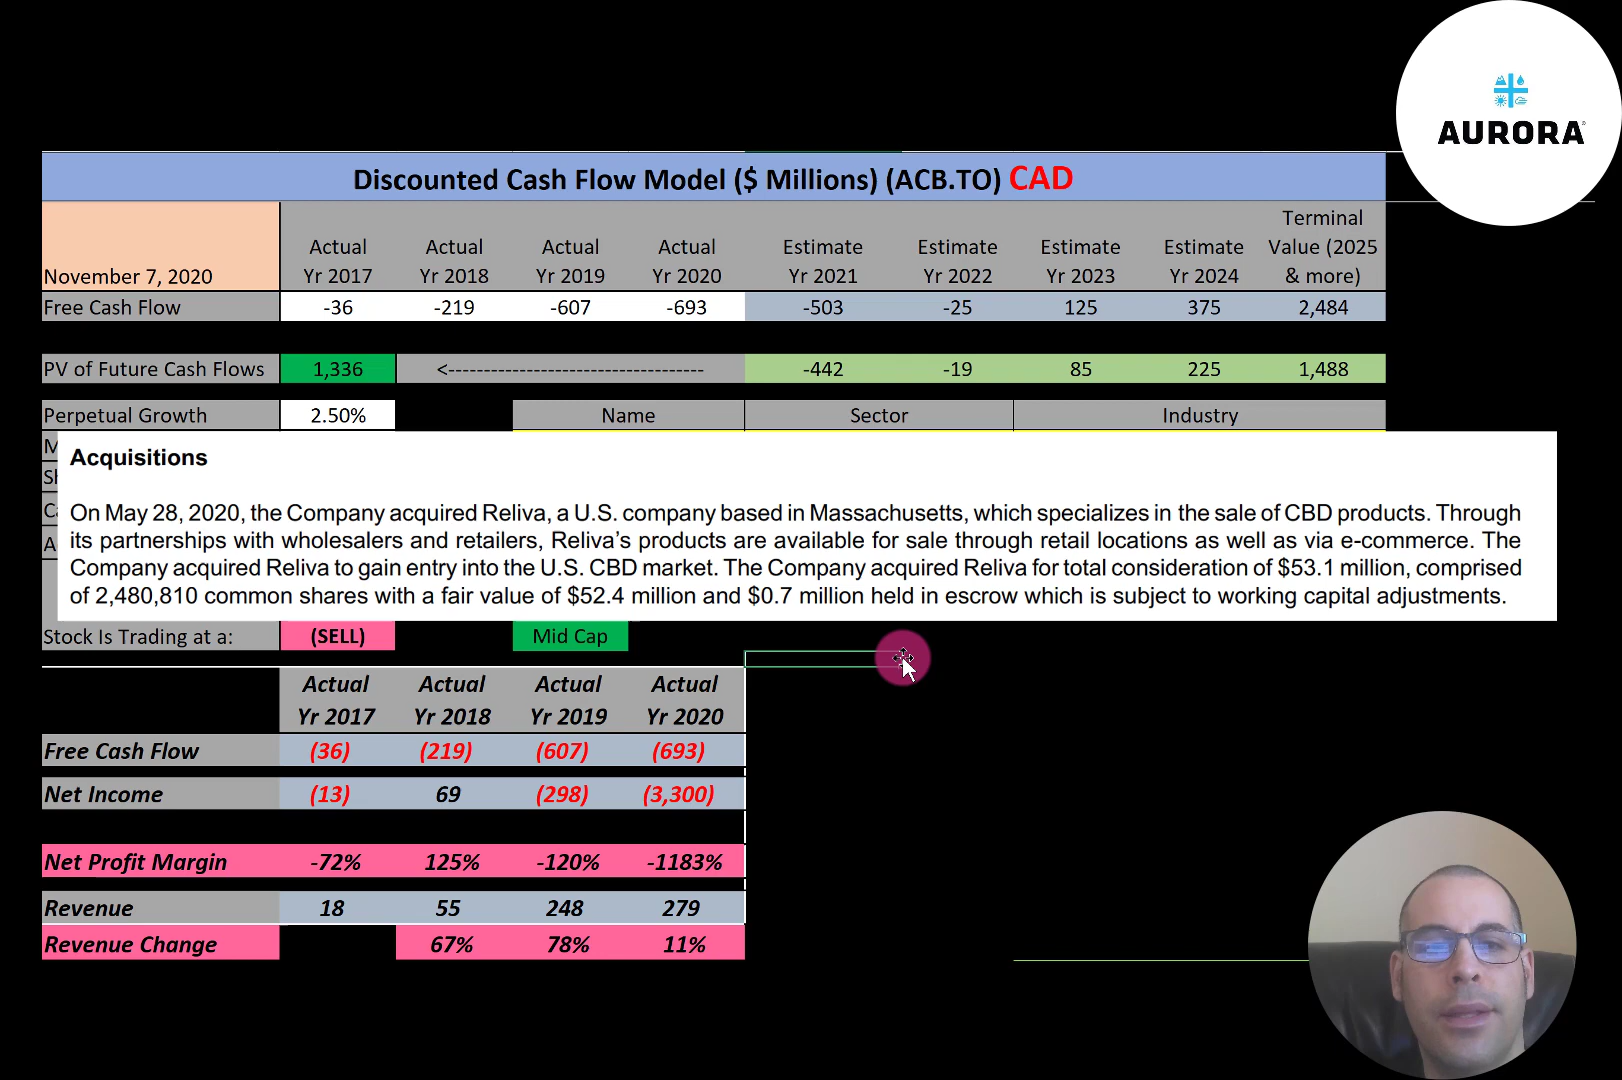 AURORA
Discounted Cash Flow Model ($ Millions) (ACB.TO) CAD
November 7, 2020 Actual Yr 2017 Actual Yr 2018 Actual Yr 2019 Actual Yr 2020 Estimate Yr 2021 Estimate Yr 2022 Estimate Yr 2023 Estimate Yr 2024 Terminal Value (2025 & more)
Free Cash Flow -36 -219 -607 -693 -503 -25 125 375 2,484
PV of Future Cash Flows 1,336 <----------------------------------- -442 -19 85 225 1,488
Perpetual Growth 2.50% Name Sector Industry
Acquisitions
On May 28, 2020, the Company acquired Reliva, a U.S. company based in Massachusetts, which specializes in the sale of CBD products. Through
its partnerships with wholesalers and retailers, Reliva's products are available for sale through retail locations as well as via e-commerce. The
Company acquired Reliva to gain entry into the U.S. CBD market. The Company acquired Reliva for total consideration of $53.1 million, comprised
of 2,480,810 common shares with a fair value of $52.4 million and $0.7 million held in escrow which is subject to working capital adjustments.
Stock Is Trading at a: (SELL) Mid Cap
Actual Yr 2017 Actual Yr 2018 Actual Yr 2019 Actual Yr 2020
Free Cash Flow (36) (219) (607) (693)
Net Income (13) 69 (298) (3,300)
Net Profit Margin -72% 125% -120% -1183%
Revenue 18 55 248 279
Revenue Change 67% 78% 11%